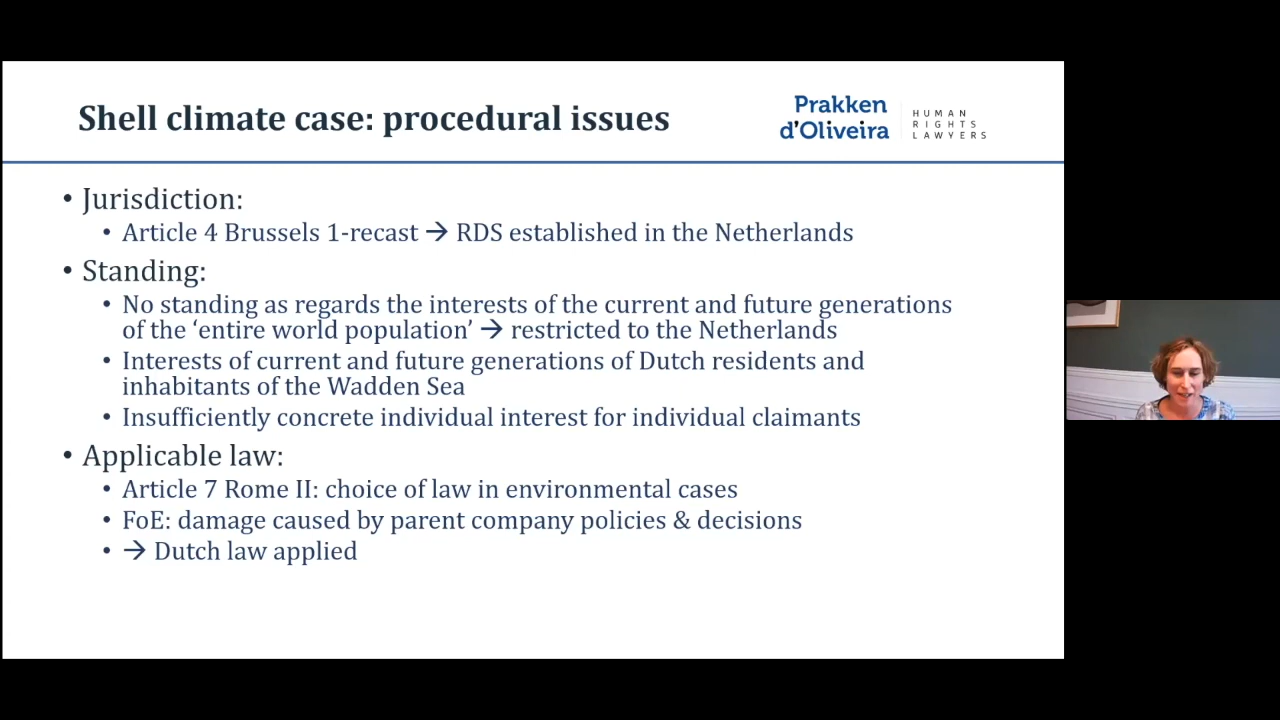 Shell climate case: procedural issues
Prakken
d'Oliveira
HUMAN
RIGHTS
LAWYERS
• Jurisdiction:
• Article 4 Brussels 1-recast → RDS established in the Netherlands
• Standing:
• No standing as regards the interests of the current and future generations
of the ‘entire world population’ → restricted to the Netherlands
• Interests of current and future generations of Dutch residents and
inhabitants of the Wadden Sea
• Insufficiently concrete individual interest for individual claimants
• Applicable law:
• Article 7 Rome II: choice of law in environmental cases
• FoE: damage caused by parent company policies & decisions
• → Dutch law applied